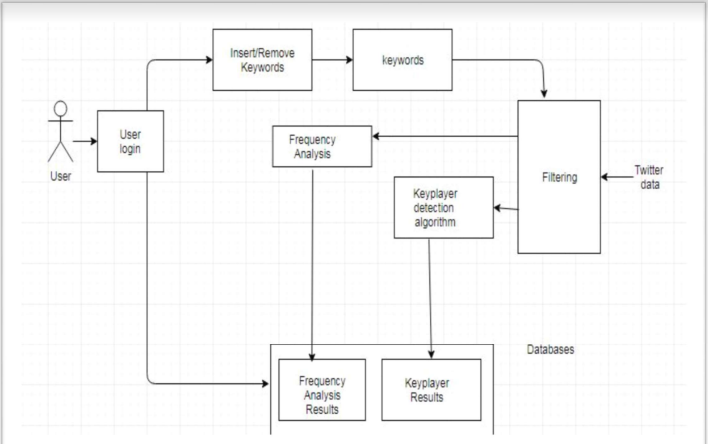 Insert/Remove
Keywords
keywords
User
login
User
Frequency
Analysis
Filtering
Twitter
data
Keyplayer
detection
algorithm
Databases
Frequency
Analysis
Results
Keyplayer
Results